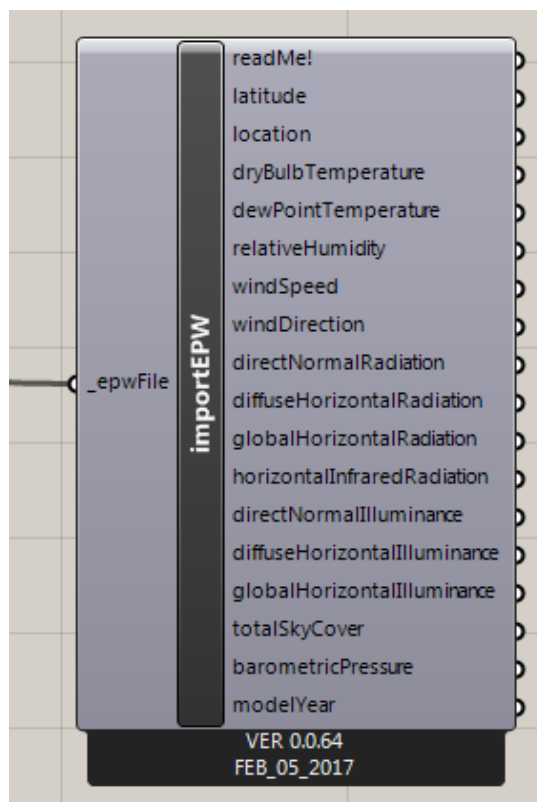 readMe!
latitude
location
dryBulbTemperature
dewPointTemperature
relativeHumidity
windSpeed
windDirection
directNormalRadiation
_epwFile
importEPW
diffuseHorizontalRadiation
globalHorizontalRadiation
horizontalInfraredRadiation
directNormalIlluminance
diffuseHorizontalIlluminance
globalHorizontalIlluminance
totalSkyCover
barometricPressure
modelYear
VER 0.0.64
FEB_05_2017